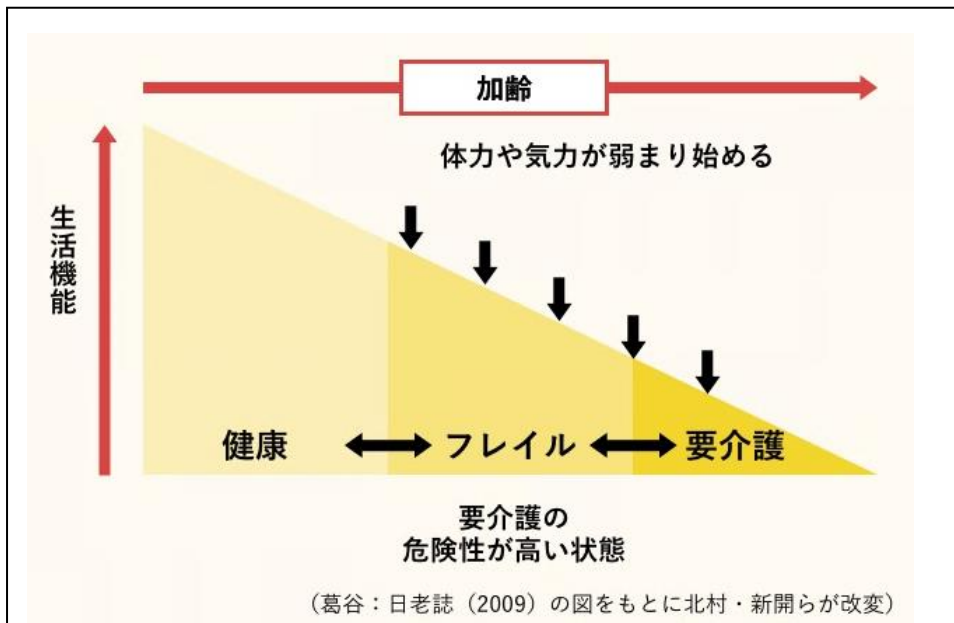 加齢
体力や気力が弱まり始める
生活機能
健康
フレイル
要介護
要介護の
危険性が高い状態
（葛谷：日老誌（2009）の図をもとに北村・新開らが改変）